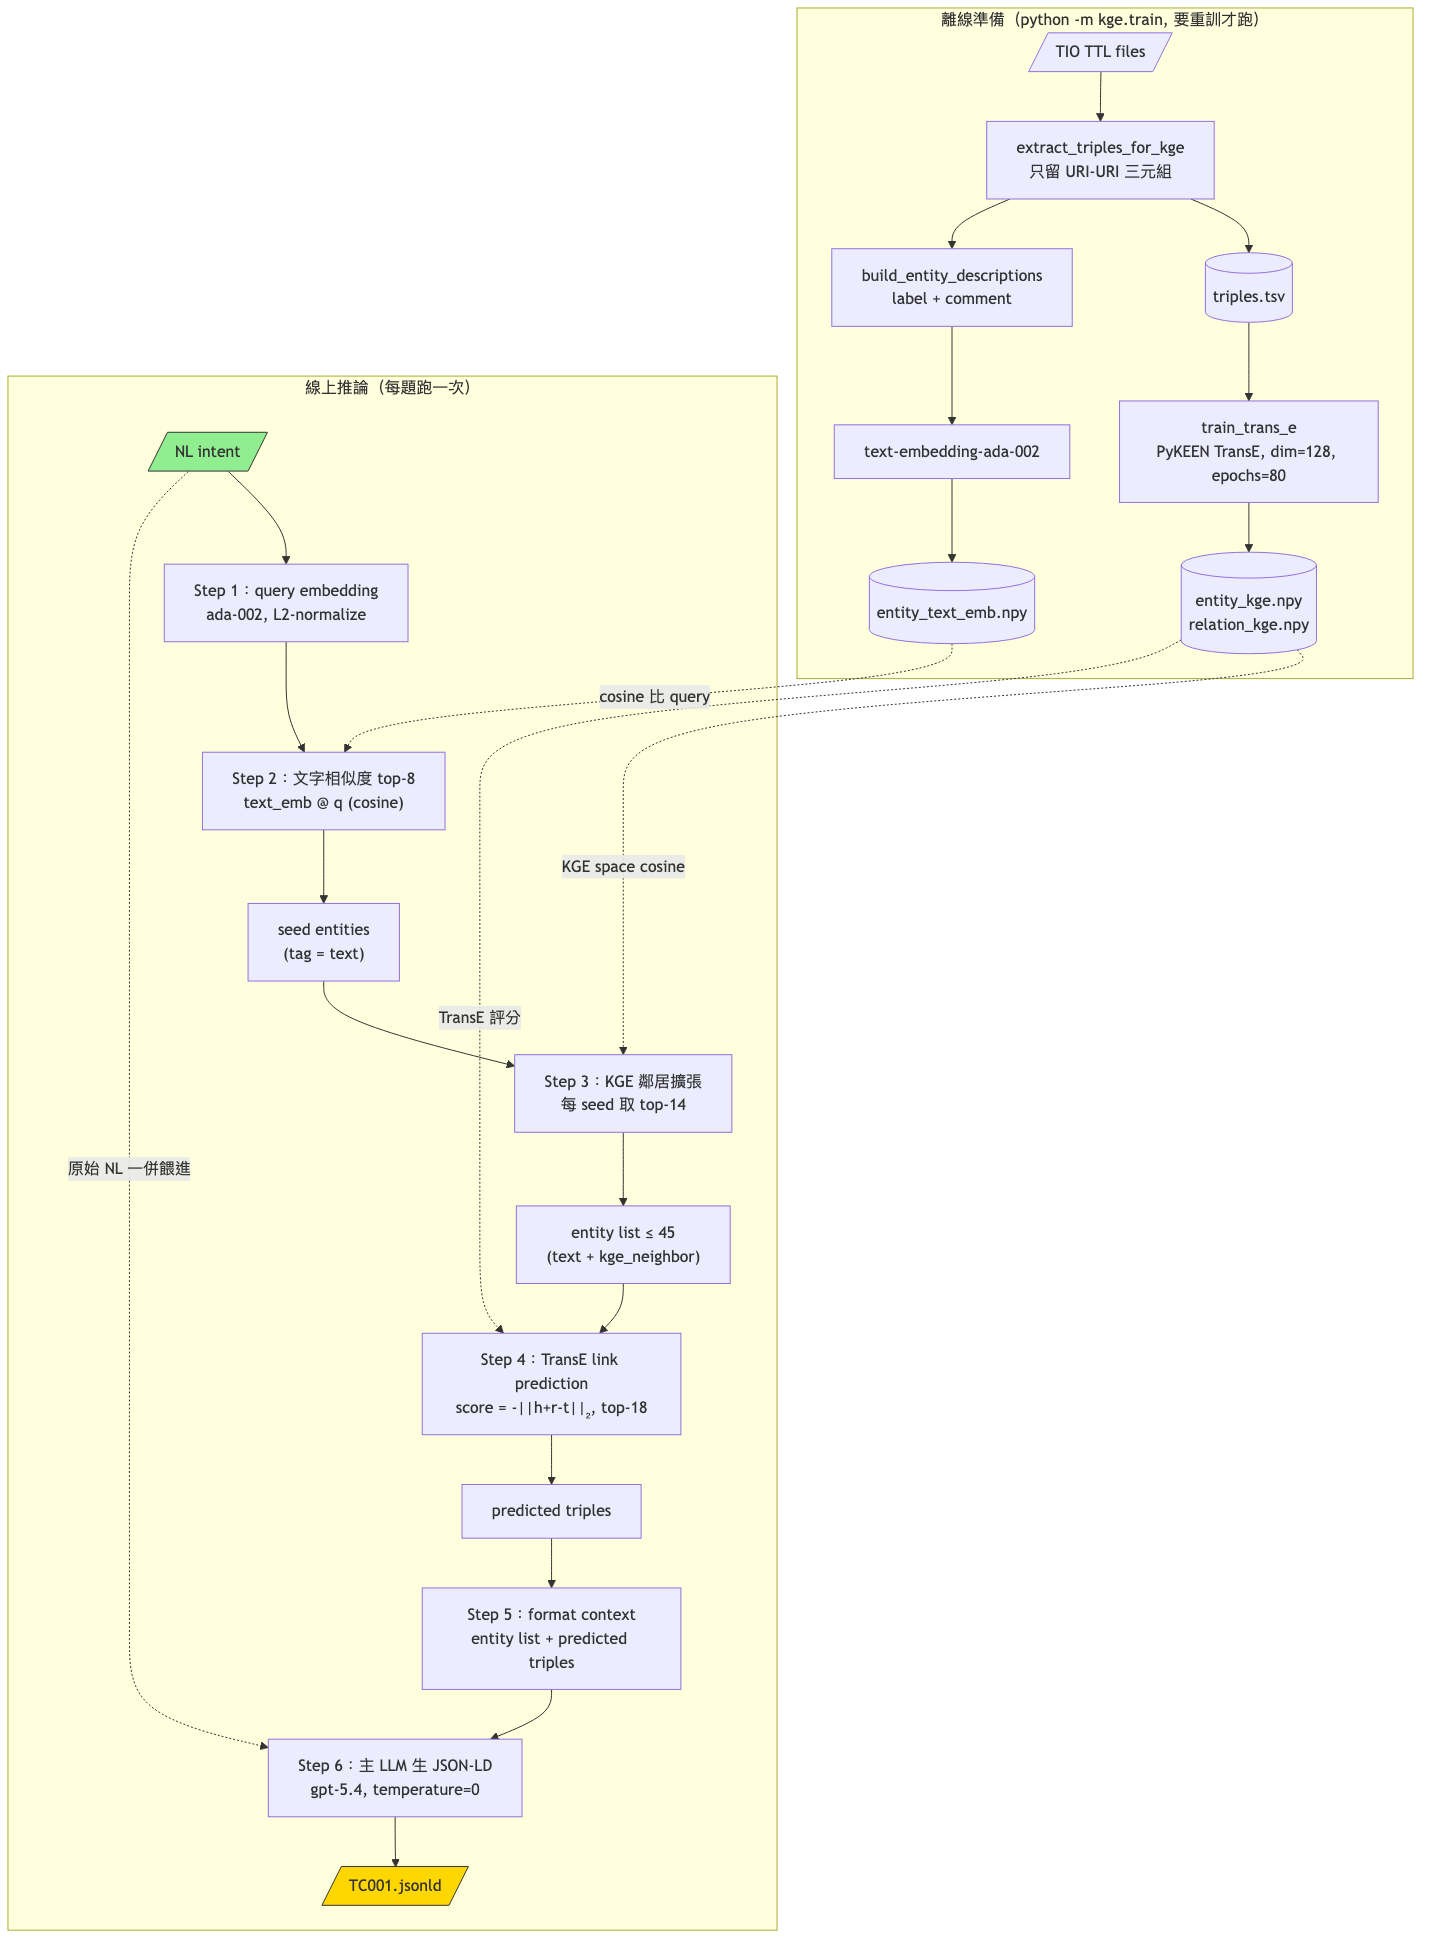 離線準備（python -m kge.train, 要重訓才跑）
TIO TTL files
extract_triples_for_kge
只留 URI-URI 三元組
build_entity_descriptions
label + comment
triples.tsv
text-embedding-ada-002
train_trans_e
PyKEEN TransE, dim=128,
epochs=80
entity_text_emb.npy
entity_kge.npy
relation_kge.npy
線上推論（每題跑一次）
NL intent
Step 1：query embedding
ada-002, L2-normalize
cosine 比 query
Step 2：文字相似度 top-8
text_emb @ q (cosine)
KGE space cosine
seed entities
(tag = text)
TransE 評分
Step 3：KGE 鄰居擴張
每 seed 取 top-14
原始 NL 一併餵進
entity list ≤ 45
(text + kge_neighbor)
Step 4：TransE link
prediction
score = -||h+r-t||₂, top-18
predicted triples
Step 5：format context
entity list + predicted
triples
Step 6：主 LLM 生 JSON-LD
gpt-5.4, temperature=0
TC001.jsonld